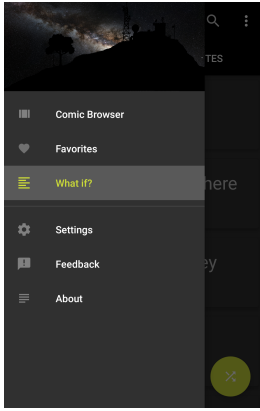 TES
Comic Browser
Favorites
What if?
here
Settings
ey
Feedback
About